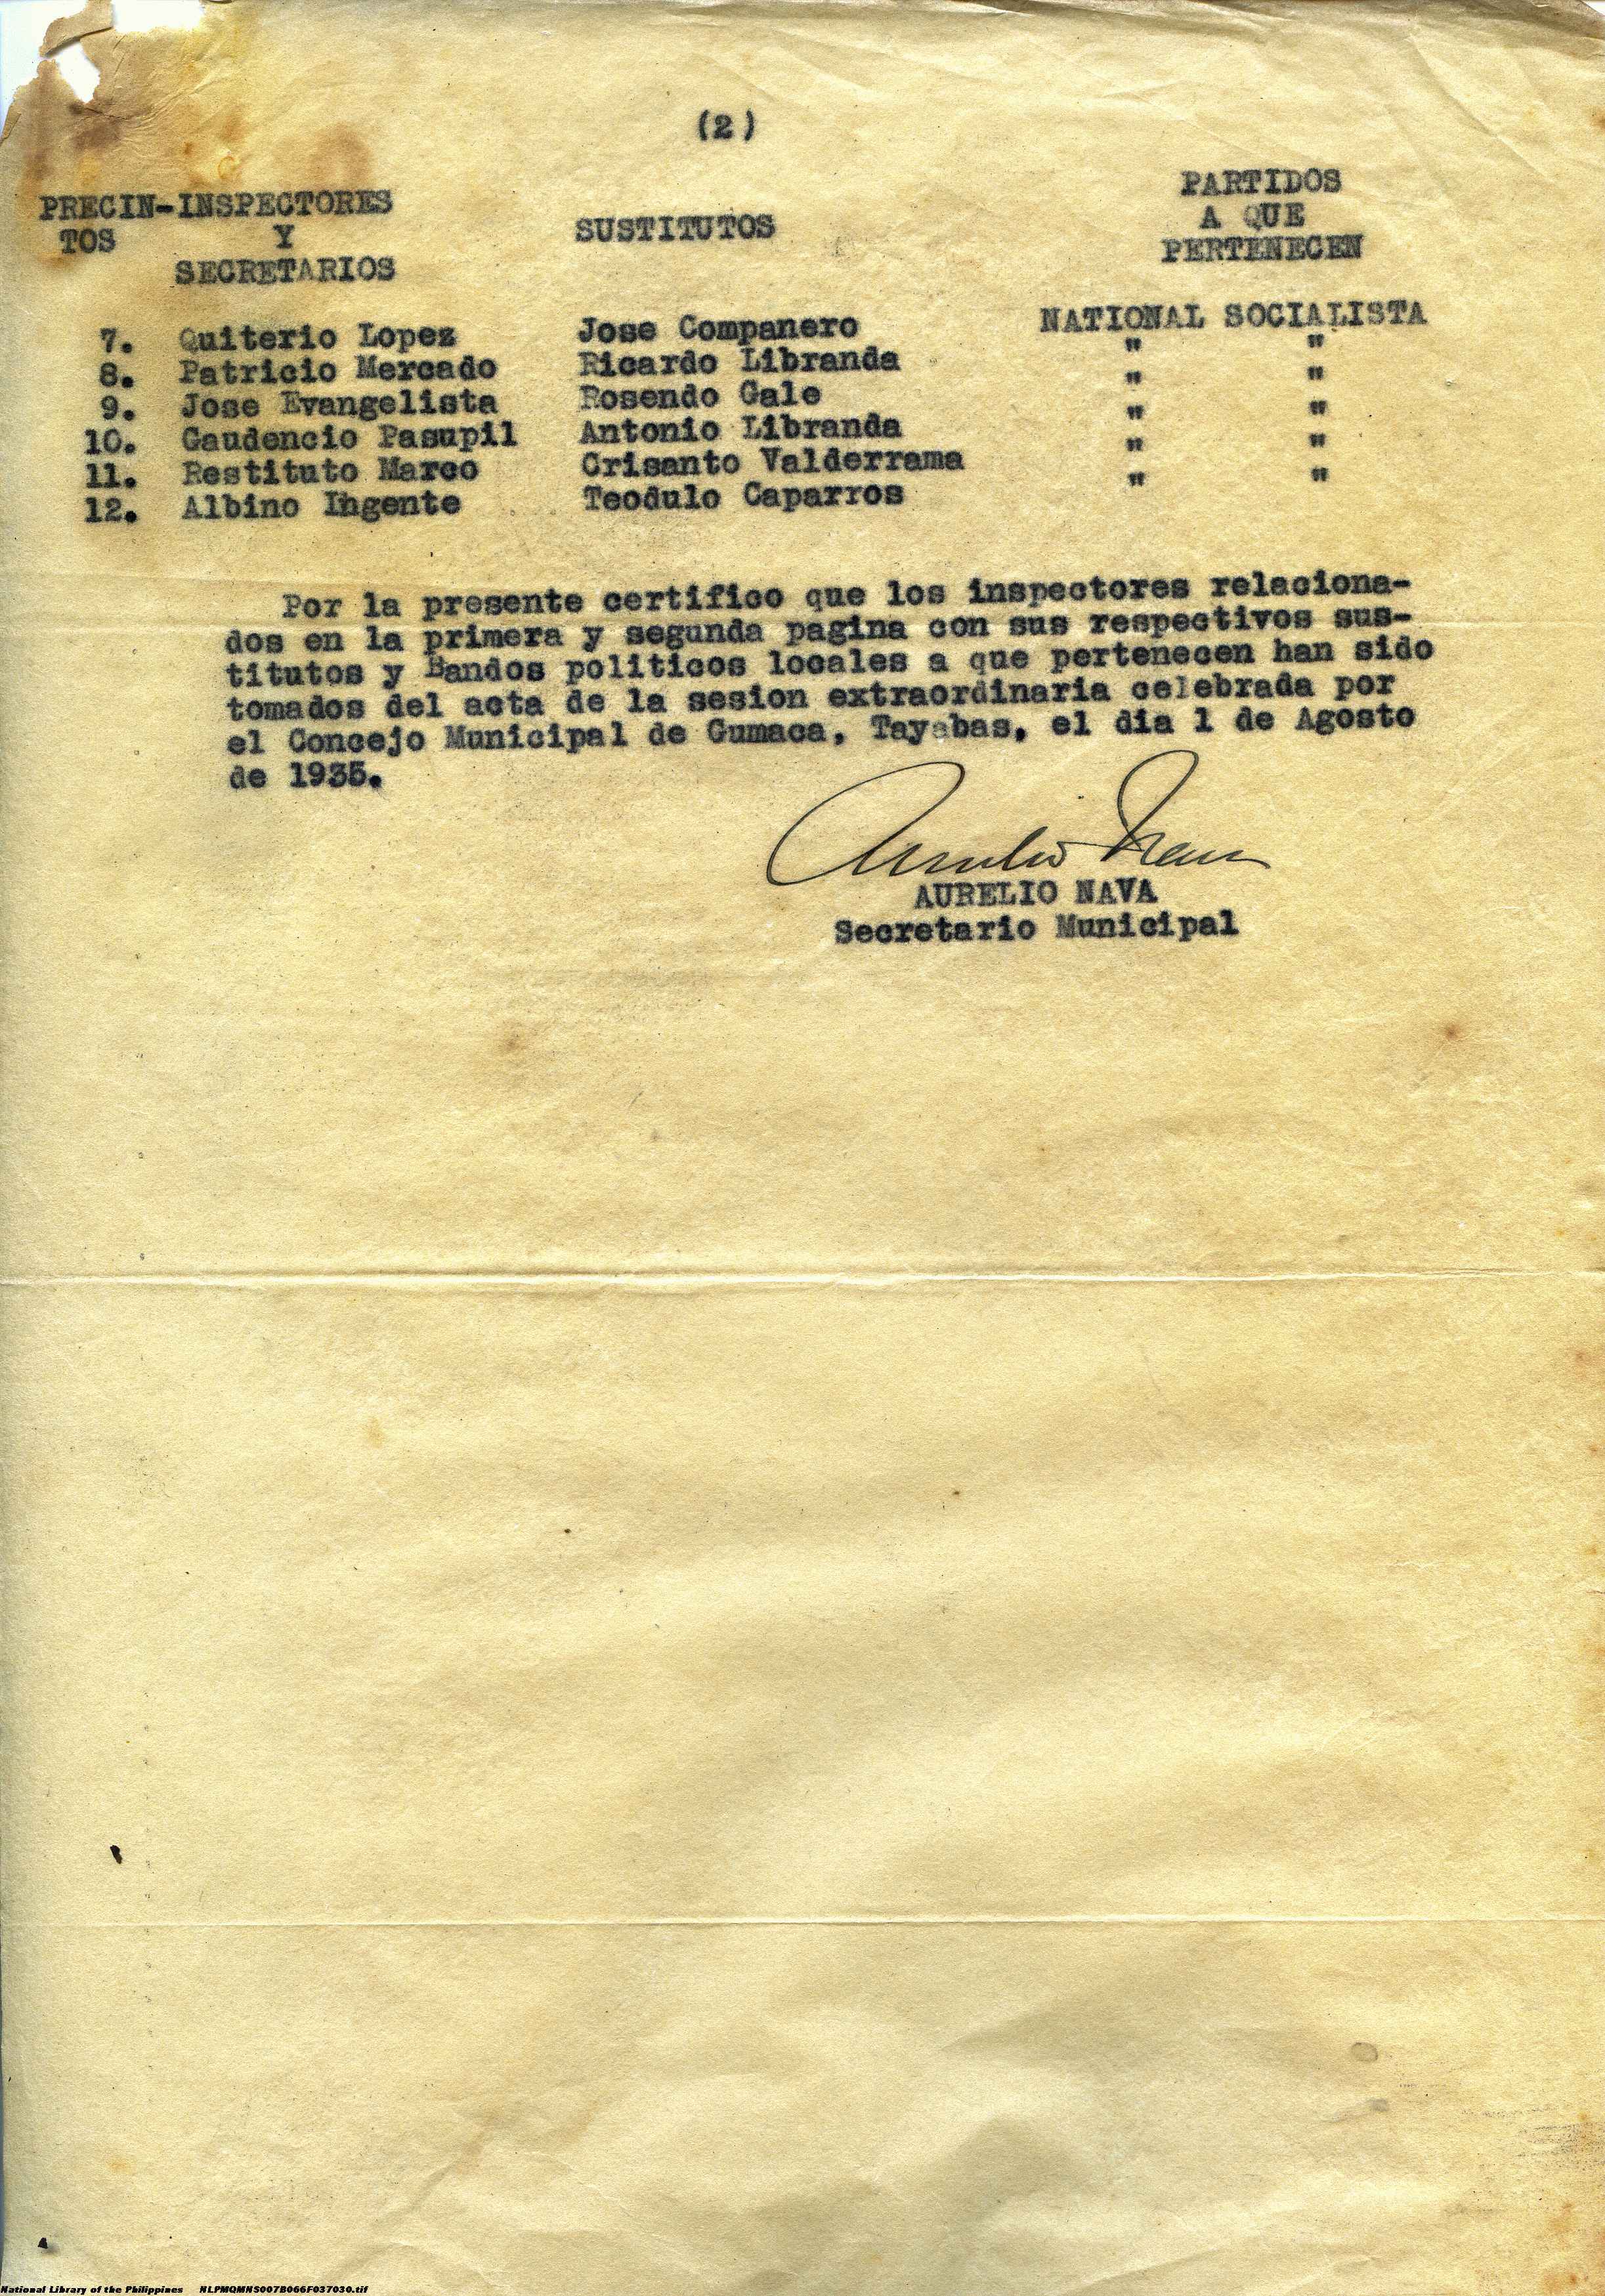 (2)
PRECIN-INSPECTORES SUSTITUTOS PARTIDOS
TOS Y A QUE
SECRETARIOS PERTENECEN
7. Quiterio Lopez Jose Companero NATIONAL SOCIALISTA
8. Patricio Mercado Ricardo Libranda " "
9. Jose Evangelista Rosendo Gale " "
10. Gaudencio Pasupil Antonio Libranda " "
11. Restituto Marco Crisanto Valderrama " "
12. Albino Ingente Teodulo Caparros " "
Por la presente certifico que los inspectores relaciona-
dos en la primera y segunda pagina con sus respectivos sus-
titutos y Bandos politicos locales a que pertenecen han sido
tomados del acta de la sesion extraordinaria celebrada por
el Concejo Municipal de Gumaca, Tayabas, el dia 1 de Agosto
de 1935.
Aurelio Nava
AURELIO NAVA
Secretario Municipal
National Library of the Philippines NLPMQMNS007B066F037030.tif